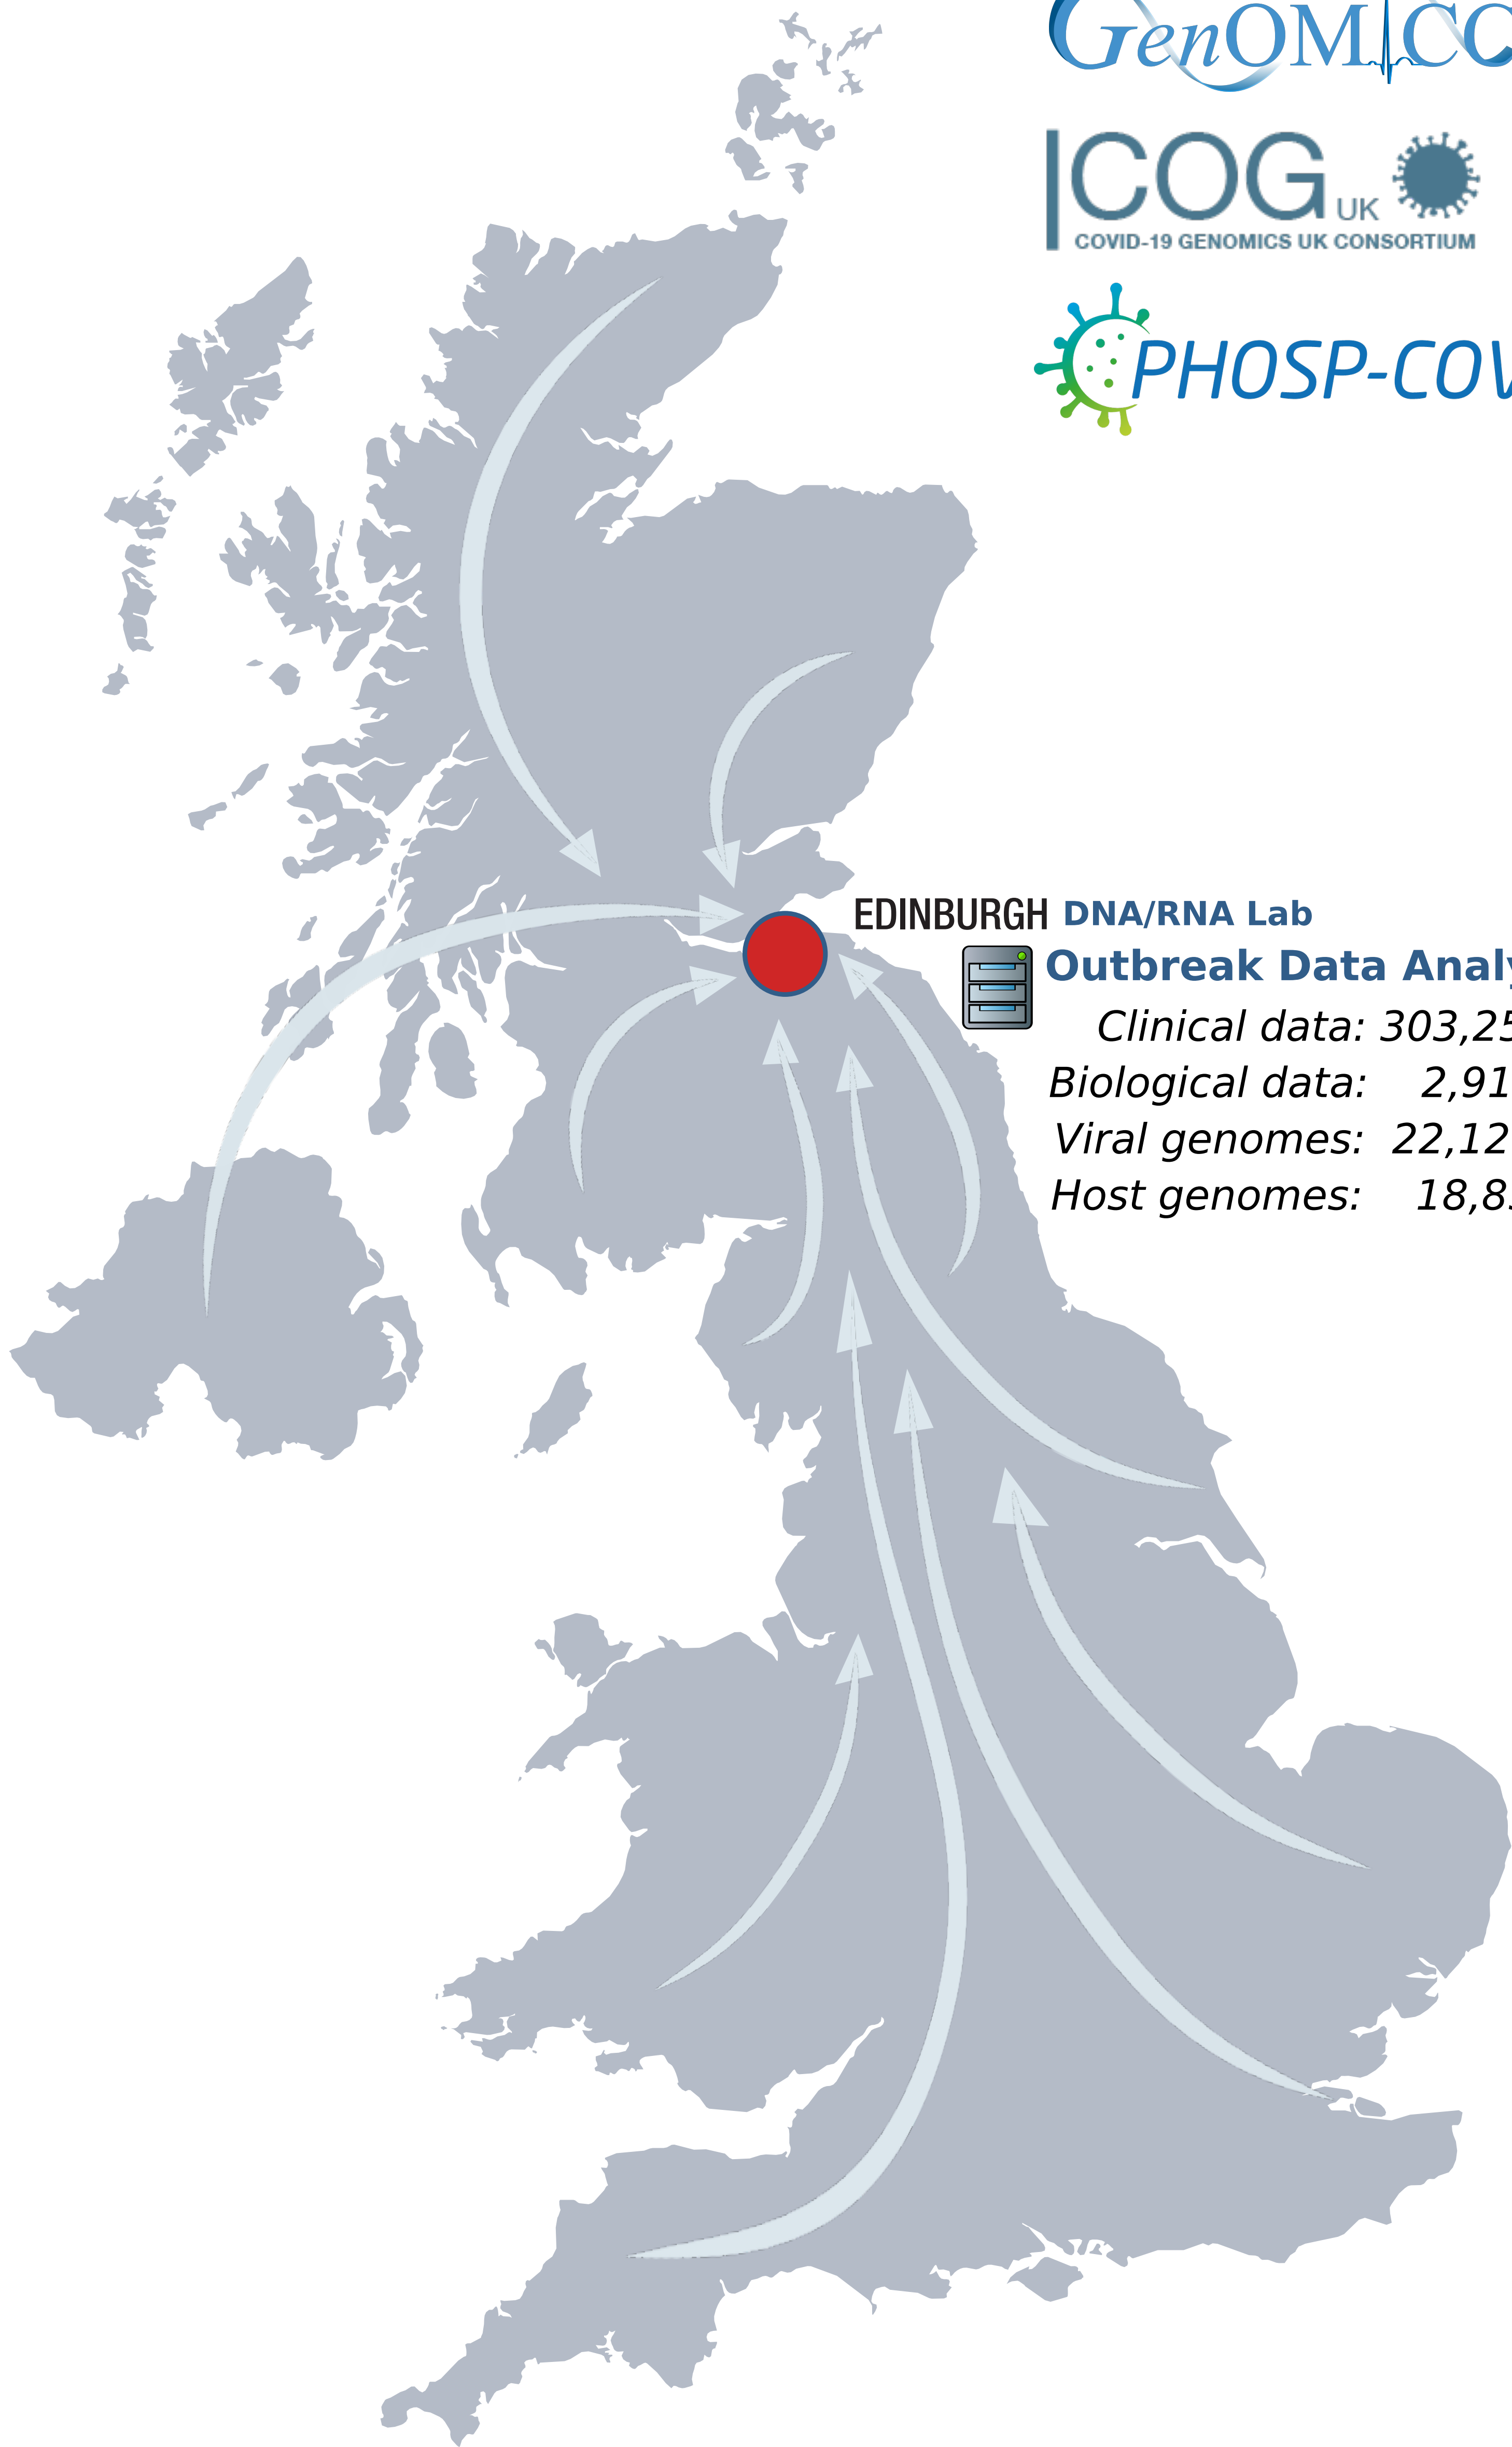 GenOMICC
COG UK
COVID-19 GENOMICS UK CONSORTIUM
PHOSP-COV
EDINBURGH DNA/RNA Lab
Outbreak Data Analy
Clinical data: 303,25
Biological data: 2,91
Viral genomes: 22,12
Host genomes: 18,8